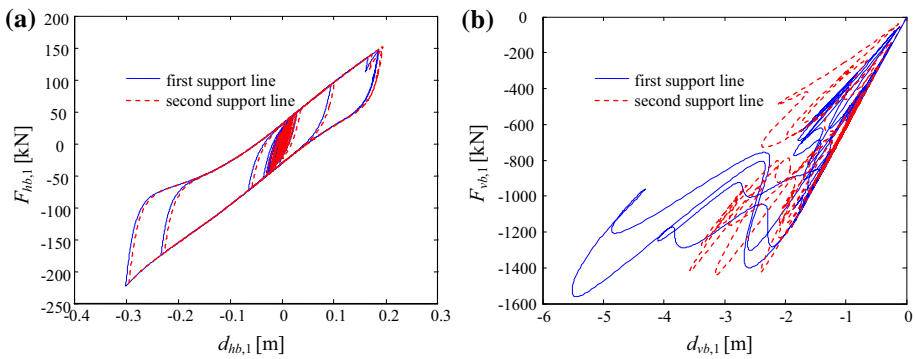 (a)
200
150
100
50
0
-50
-100
-150
-200
-250
F_{hb,1} [kN]
first support line
second support line
-0.4 -0.3 -0.2 -0.1 0 0.1 0.2 0.3
d_{hb,1} [m]
(b)
0
-200
-400
-600
-800
-1000
-1200
-1400
-1600
F_{vb,1} [kN]
first support line
second support line
-6 -5 -4 -3 -2 -1 0
d_{vb,1} [m]